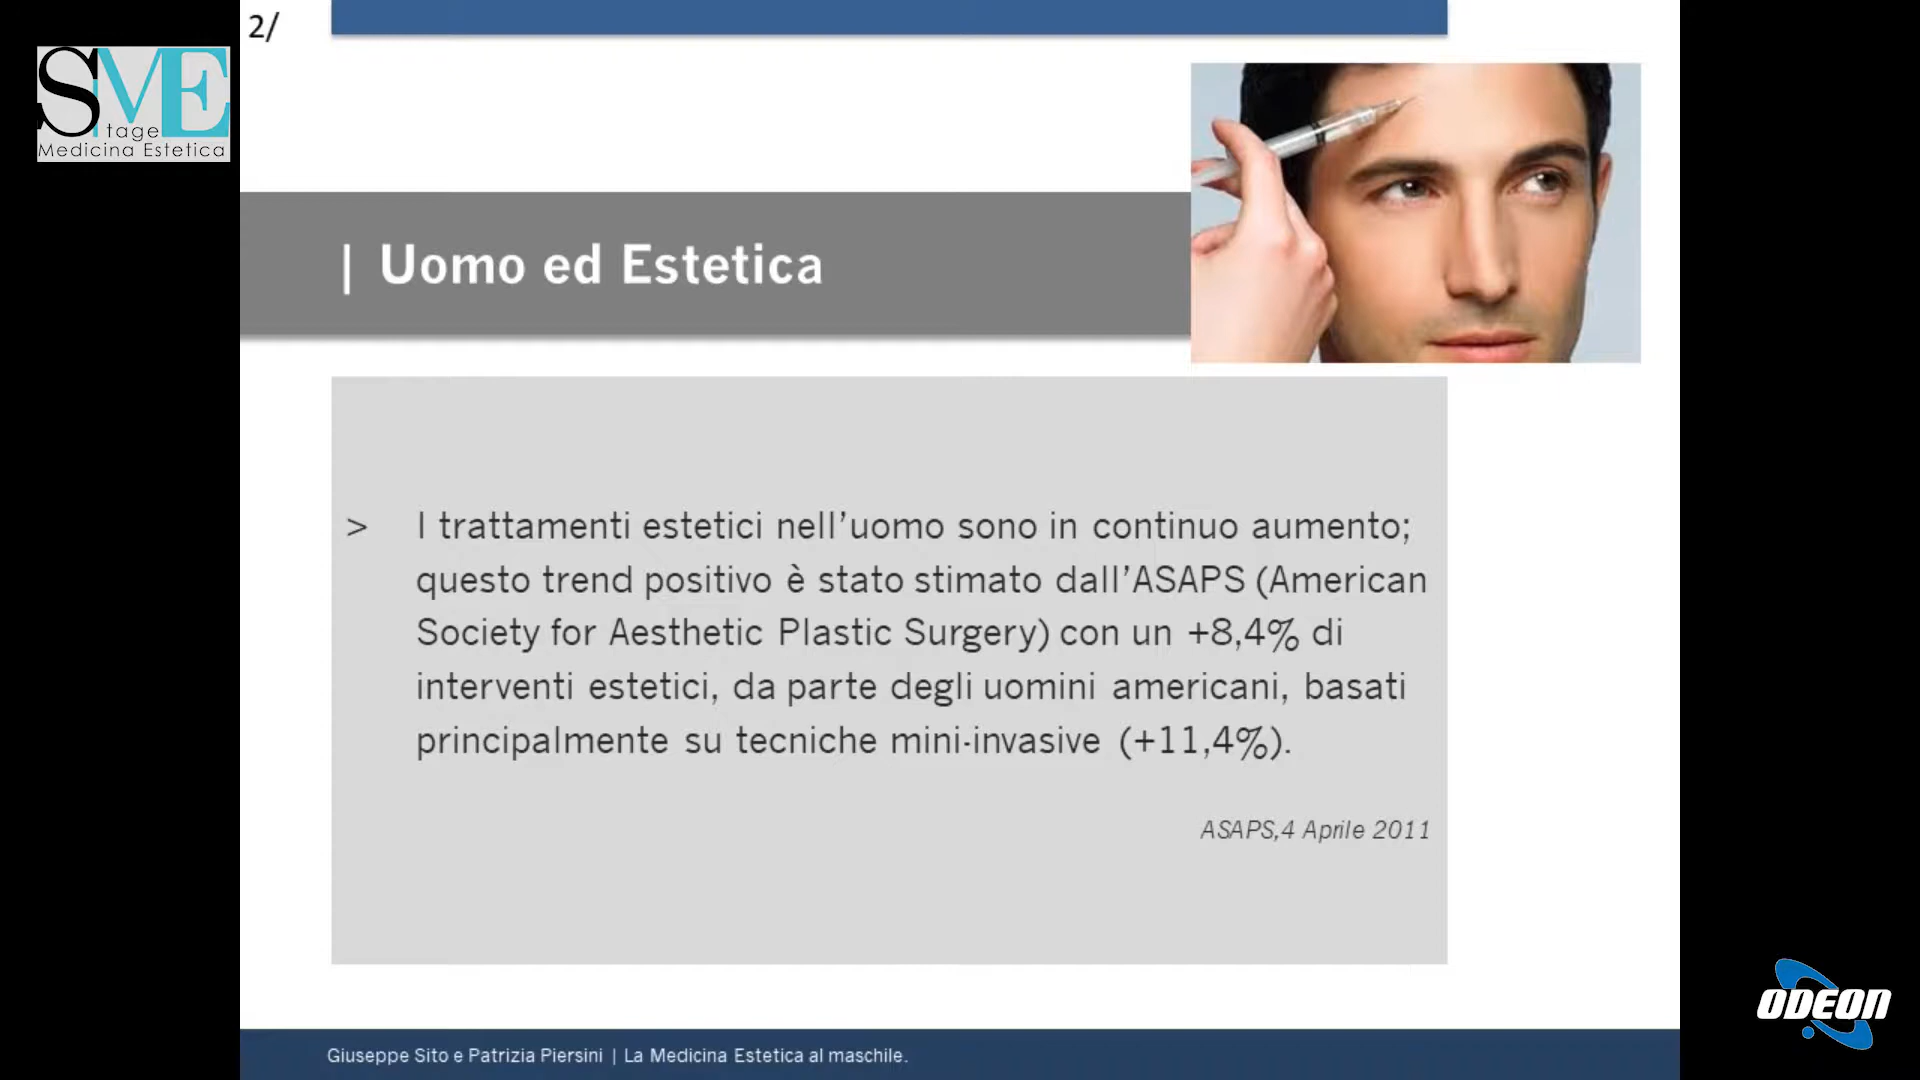 2/
SiME
tage
Medicina Estetica
| Uomo ed Estetica
> I trattamenti estetici nell’uomo sono in continuo aumento;
questo trend positivo è stato stimato dall’ASAPS (American
Society for Aesthetic Plastic Surgery) con un +8,4% di
interventi estetici, da parte degli uomini americani, basati
principalmente su tecniche mini-invasive (+11,4%).
ASAPS,4 Aprile 2011
ODEON
Giuseppe Sito e Patrizia Piersini | La Medicina Estetica al maschile.